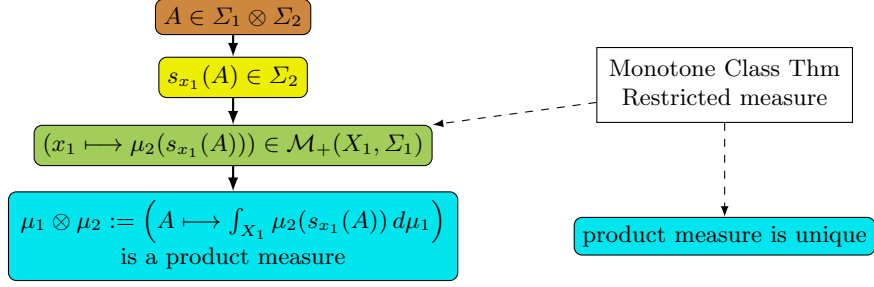 A ∈ Σ₁ ⊗ Σ₂
s_{x₁}(A) ∈ Σ₂
Monotone Class Thm
Restricted measure
(x₁ ⟼ μ₂(s_{x₁}(A))) ∈ ℳ₊(X₁, Σ₁)
μ₁ ⊗ μ₂ := (A ⟼ ∫_{X₁} μ₂(s_{x₁}(A)) dμ₁)
is a product measure
product measure is unique